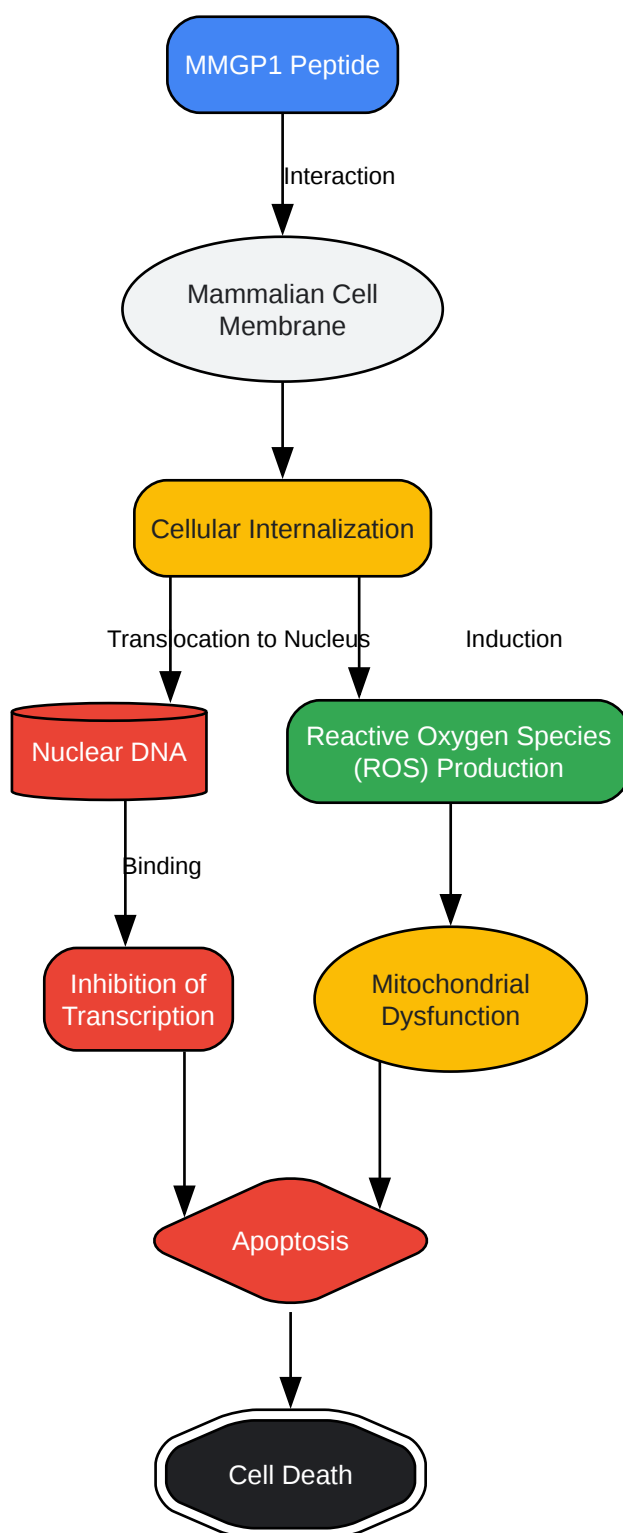 MMGP1 Peptide
Interaction
Mammalian Cell
Membrane
Cellular Internalization
Translocation to Nucleus
Induction
Nuclear DNA
Reactive Oxygen Species
(ROS) Production
Binding
Inhibition of
Transcription
Mitochondrial
Dysfunction
Apoptosis
Cell Death